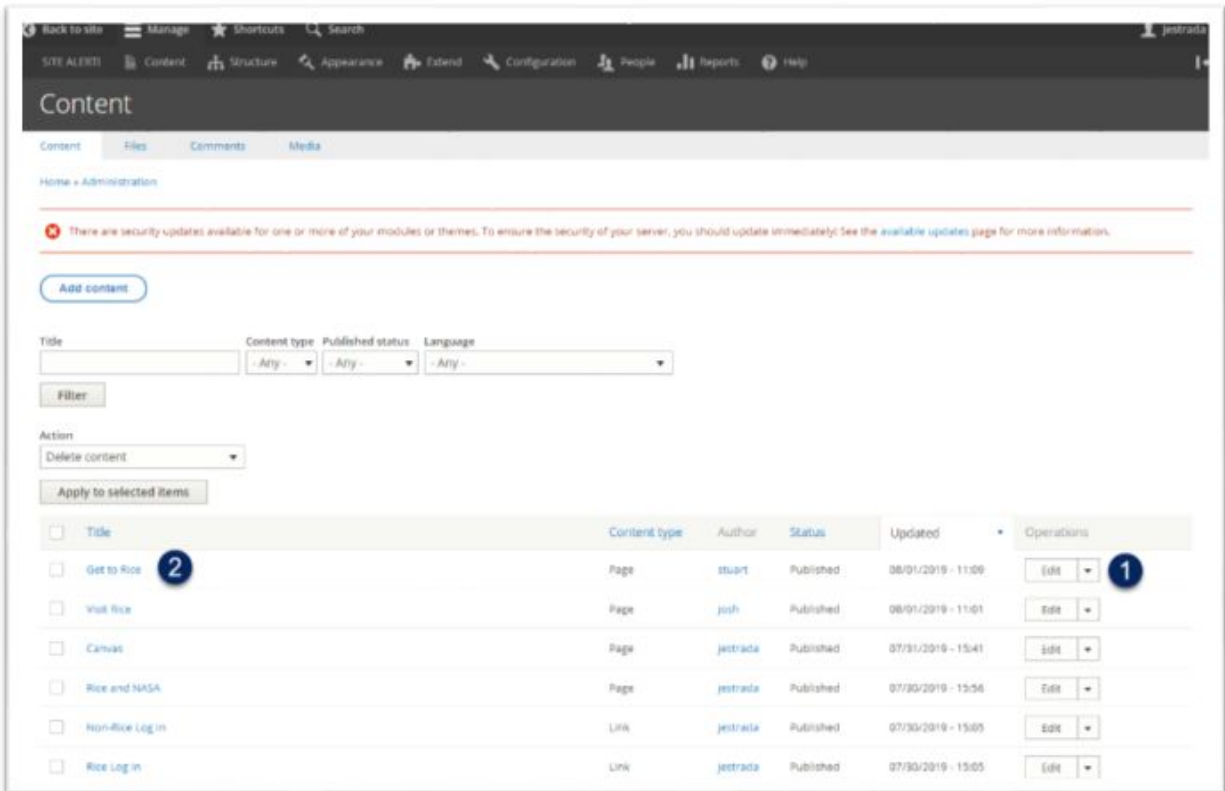 Back to site Manage Shortcuts Search jestrada
SITE ALERT! Content Structure Appearance Extend Configuration People Reports Help
Content
Content Files Comments Media
Home » Administration
There are security updates available for one or more of your modules or themes. To ensure the security of your server, you should update immediately! See the available updates page for more information.
Add content
Title Content type Published status Language
- Any - - Any - - Any -
Filter
Action
Delete content
Apply to selected items
Title Content type Author Status Updated Operations
Get to Rice 2 Page stuart Published 08/01/2019 - 11:09 Edit 1
Visit Rice Page josh Published 08/01/2019 - 11:01 Edit
Canvas Page jestrada Published 07/31/2019 - 15:41 Edit
Rice and NASA Page jestrada Published 07/30/2019 - 15:56 Edit
Non-Rice Log in Link jestrada Published 07/30/2019 - 15:05 Edit
Rice Log in Link jestrada Published 07/30/2019 - 15:05 Edit